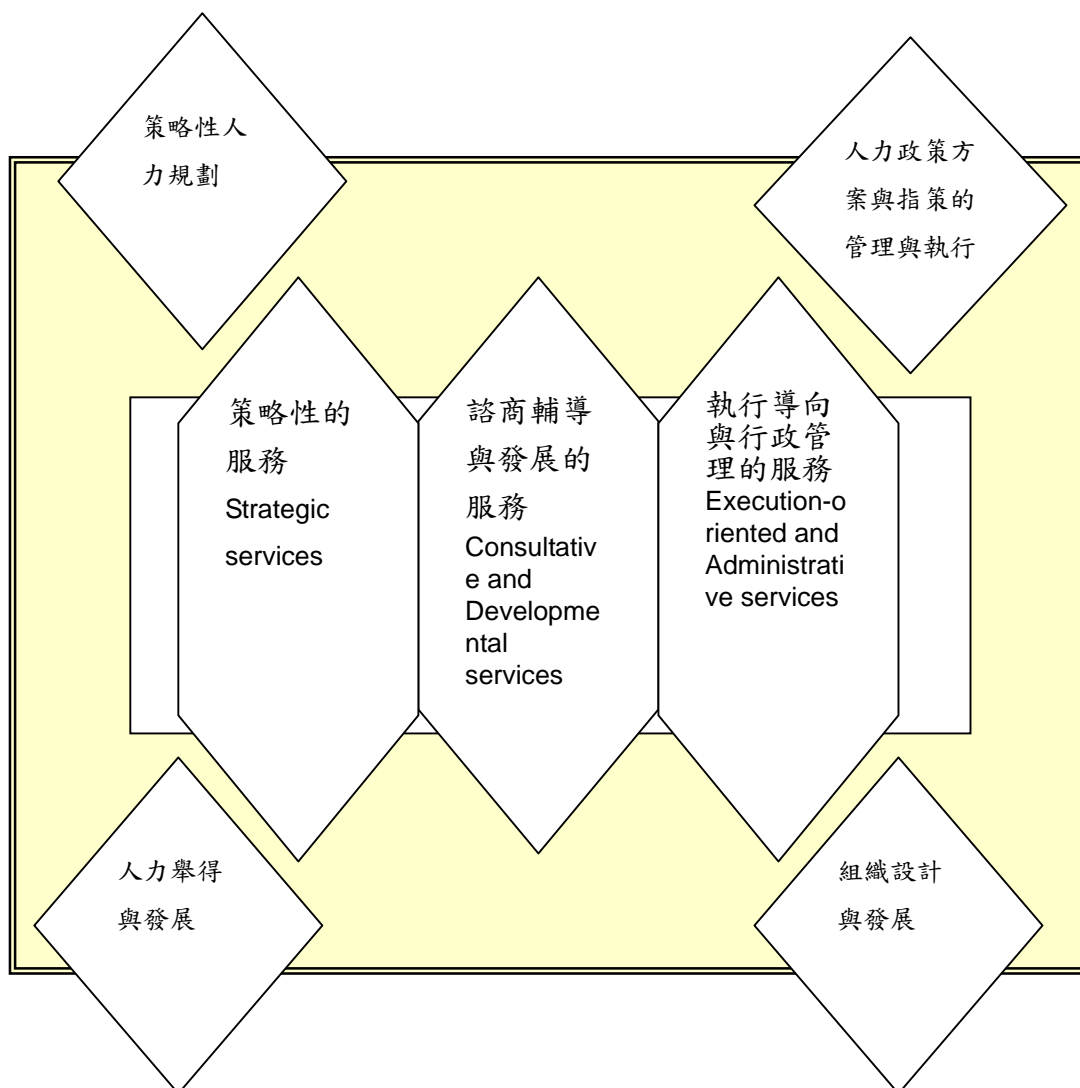 策略性人
力規劃
人力政策方
案與指策的
管理與執行
策略性的
服務
Strategic
services
諮商輔導
與發展的
服務
Consultativ
e and
Developme
ntal
services
執行導向
與行政管
理的服務
Execution-o
riented and
Administrati
ve services
人力舉得
與發展
組織設計
與發展